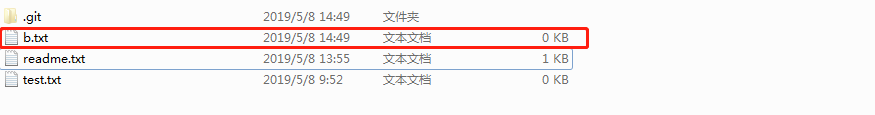 .git 2019/5/8 14:49 文件夹
b.txt 2019/5/8 14:49 文本文档 0 KB
readme.txt 2019/5/8 13:55 文本文档 1 KB
test.txt 2019/5/8 9:52 文本文档 0 KB